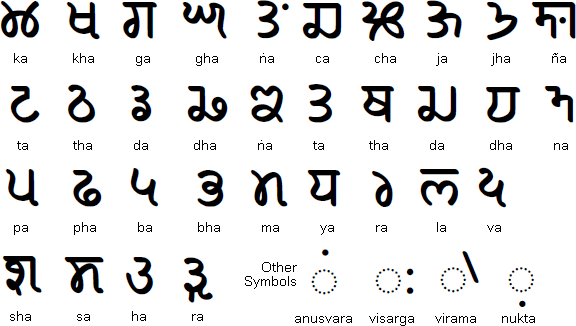 𑚊 𑚋 𑚌 𑚍 𑚎 𑚏 𑚐 𑚑 𑚒 𑚓
ka kha ga gha ṅa ca cha ja jha ña
𑚔 𑚕 𑚖 𑚗 𑚘 𑚙 𑚚 𑚛 𑚜 𑚝
ta tha da dha ṅa ta tha da dha na
𑚞 𑚟 𑚠 𑚡 𑚢 𑚣 𑚤 𑚥 𑚦
pa pha ba bha ma ya ra la va
𑚧 𑚨 𑚩 𑚪
sha sa ha ra
Other
Symbols
◌𑚫 ◌𑚬 ◌𑚶 ◌𑚷
anusvara visarga virama nukta